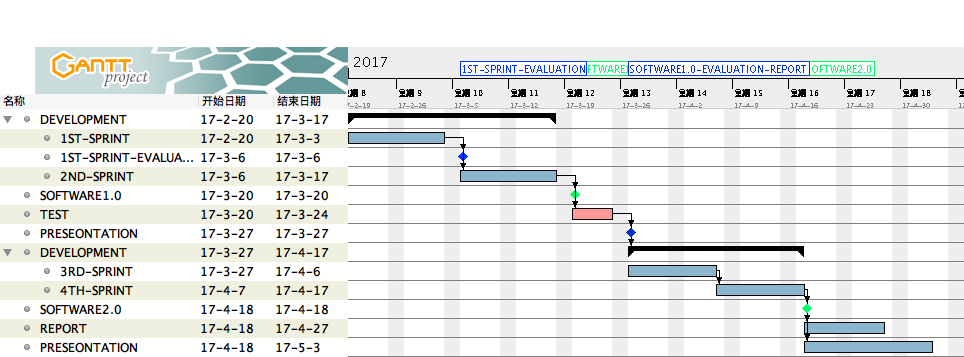 GANTT
project
2017
1ST-SPRINT-EVALUATION FTWARE SOFTWARE1.0-EVALUATION-REPORT OFTWARE2.0
8 星期 9 星期 10 星期 11 星期 12 星期 13 星期 14 星期 15 星期 16 星期 17 星期 18
7-2-19 17-2-26 17-3-5 17-3-12 17-3-19 17-3-26 17-4-2 17-4-9 17-4-16 17-4-23 17-4-30
名称 开始日期 结束日期
DEVELOPMENT 17-2-20 17-3-17
1ST-SPRINT 17-2-20 17-3-3
1ST-SPRINT-EVALUA... 17-3-6 17-3-6
2ND-SPRINT 17-3-6 17-3-17
SOFTWARE1.0 17-3-20 17-3-20
TEST 17-3-20 17-3-24
PRESEONTATION 17-3-27 17-3-27
DEVELOPMENT 17-3-27 17-4-17
3RD-SPRINT 17-3-27 17-4-6
4TH-SPRINT 17-4-7 17-4-17
SOFTWARE2.0 17-4-18 17-4-18
REPORT 17-4-18 17-4-27
PRESEONTATION 17-4-18 17-5-3